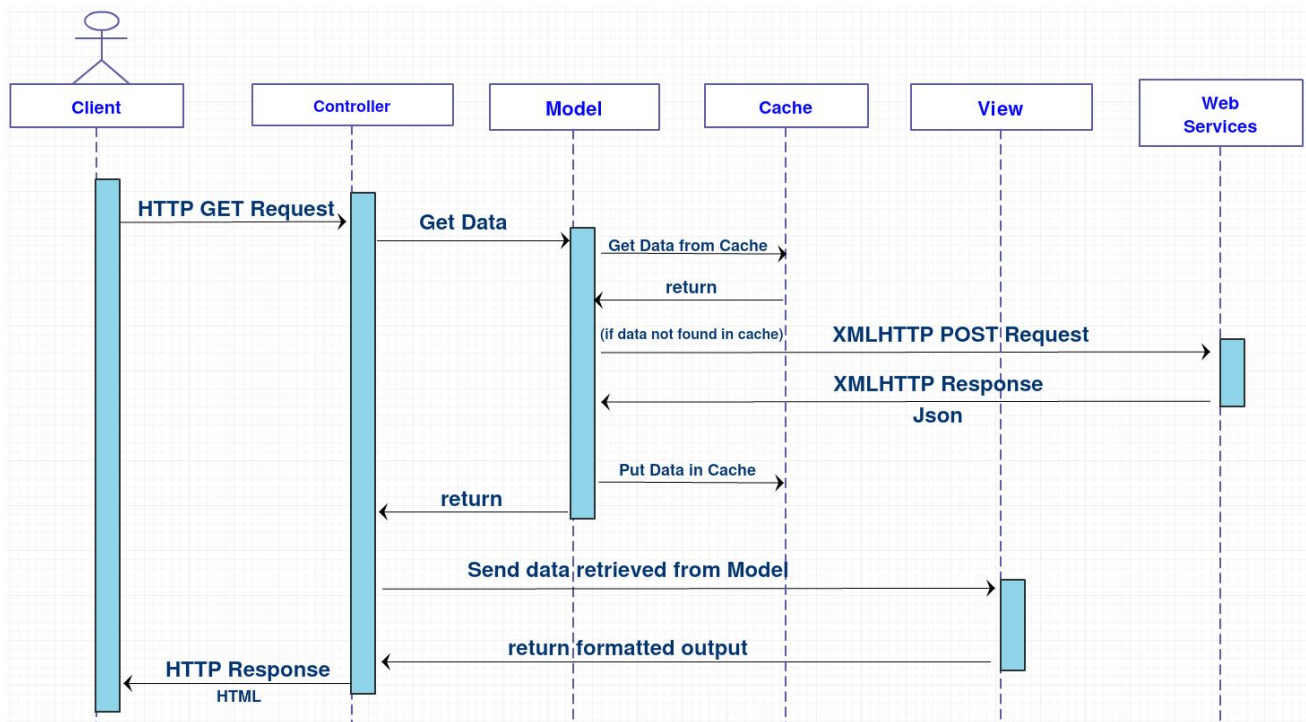 Client
Controller
Model
Cache
View
Web
Services
HTTP GET Request
Get Data
Get Data from Cache
return
(if data not found in cache)
XMLHTTP POST Request
XMLHTTP Response
Json
Put Data in Cache
return
Send data retrieved from Model
return formatted output
HTTP Response
HTML